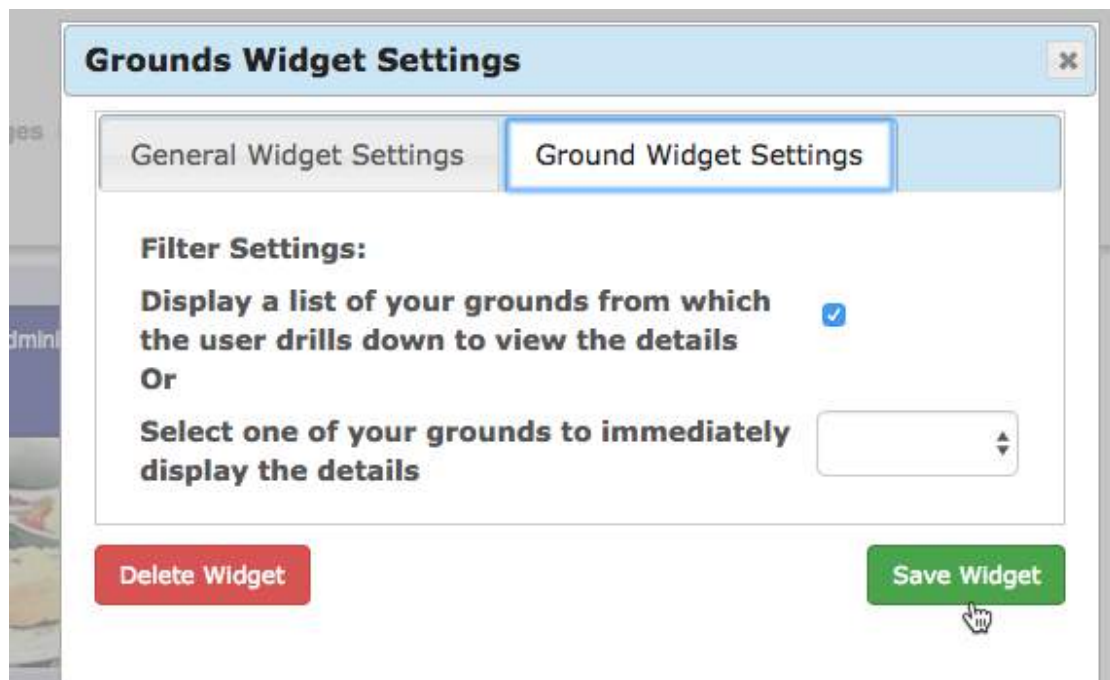 Grounds Widget Settings
General Widget Settings
Ground Widget Settings
Filter Settings:
Display a list of your grounds from which
the user drills down to view the details
Or
Select one of your grounds to immediately
display the details
Delete Widget
Save Widget